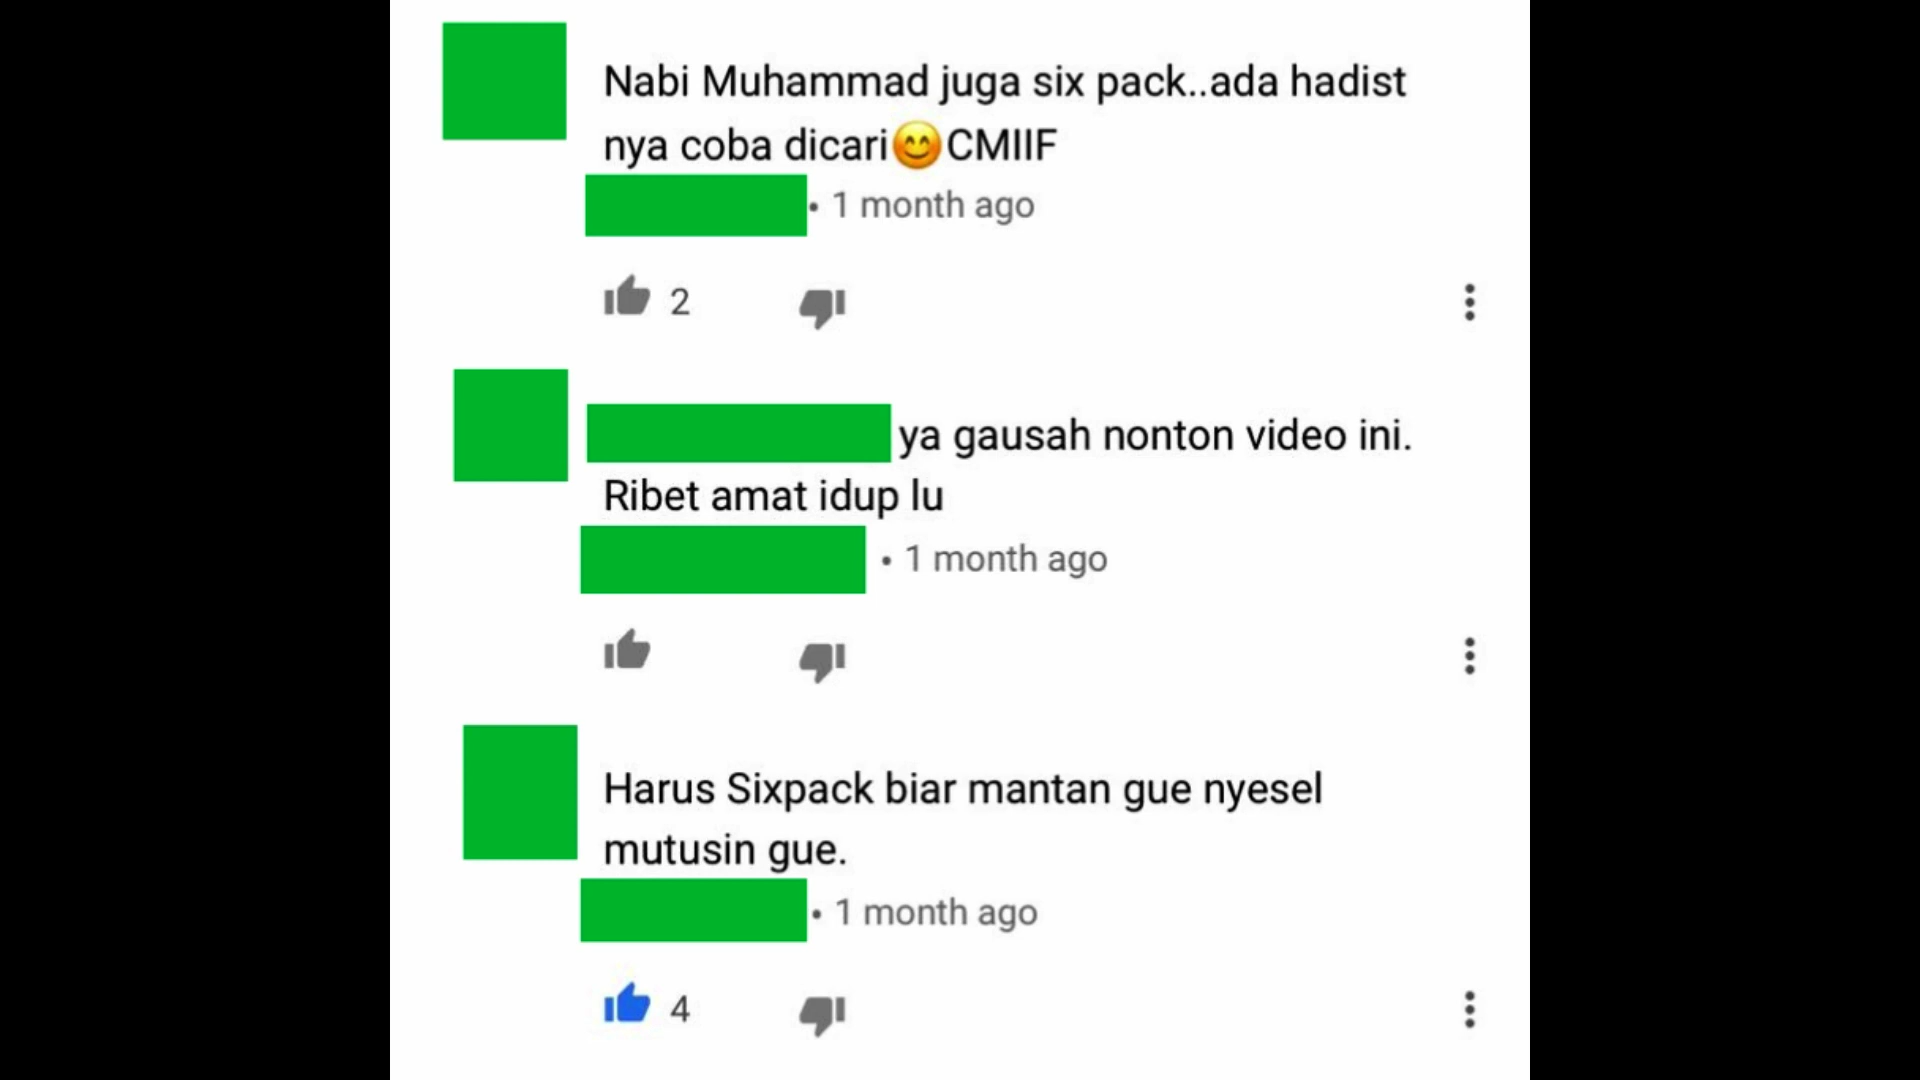 Nabi Muhammad juga six pack..ada hadist
nya coba dicari😊CMIIF
• 1 month ago
2
ya gausah nonton video ini.
Ribet amat idup lu
• 1 month ago
Harus Sixpack biar mantan gue nyesel
mutusin gue.
• 1 month ago
4